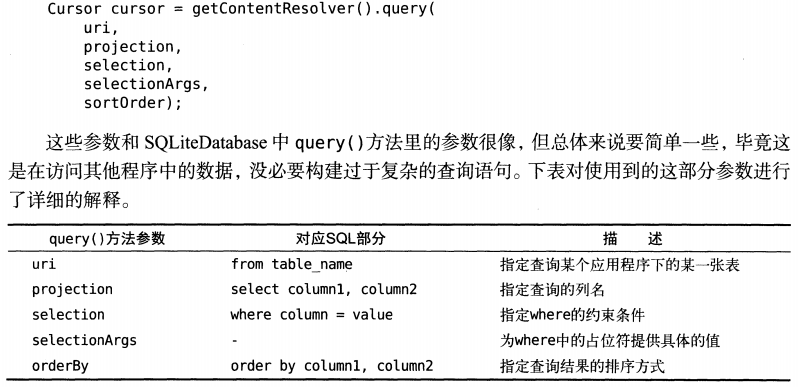 Cursor cursor = getContentResolver().query(
uri,
projection,
selection,
selectionArgs,
sortOrder);
这些参数和 SQLiteDatabase 中 query()方法里的参数很像，但总体来说要简单一些，毕竟这
是在访问其他程序中的数据，没必要构建过于复杂的查询语句。下表对使用到的这部分参数进行
了详细的解释。
query()方法参数 对应SQL部分 描 述
uri from table_name 指定查询某个应用程序下的某一张表
projection select column1, column2 指定查询的列名
selection where column = value 指定where的约束条件
selectionArgs - 为where中的占位符提供具体的值
orderBy order by column1, column2 指定查询结果的排序方式